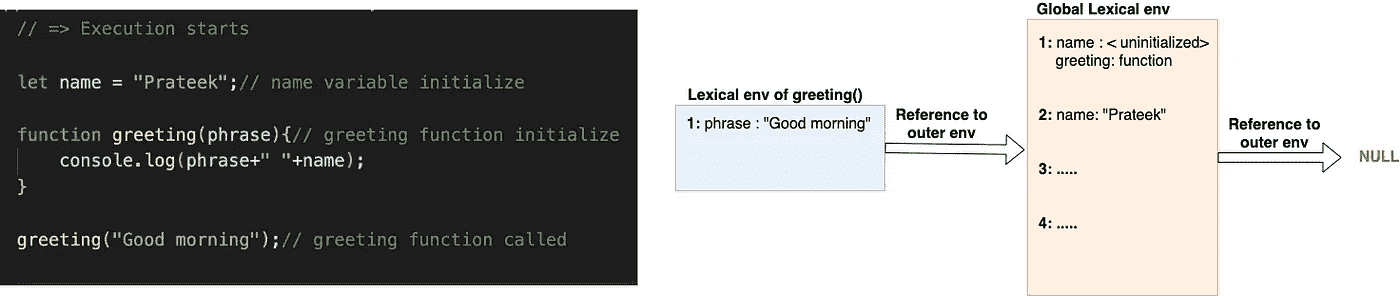 // => Execution starts
let name = "Prateek";// name variable initialize
function greeting(phrase){// greeting function initialize
console.log(phrase+" "+name);
}
greeting("Good morning");// greeting function called
Lexical env of greeting()
1: phrase : "Good morning"
Reference to
outer env
Global Lexical env
1: name : < uninitialized>
greeting: function
2: name: "Prateek"
3: .....
4: .....
Reference to
outer env
NULL